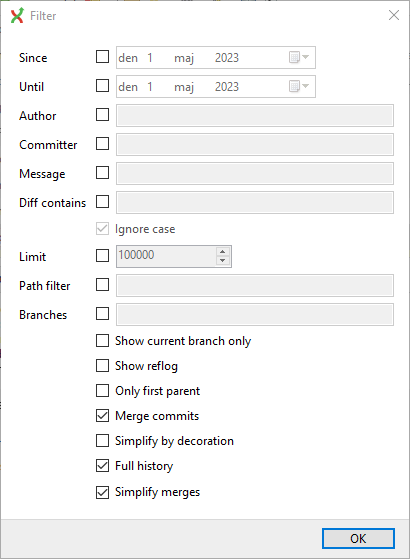 Filter
Since den 1 maj 2023
Until den 1 maj 2023
Author
Committer
Message
Diff contains
Ignore case
Limit 100000
Path filter
Branches
Show current branch only
Show reflog
Only first parent
Merge commits
Simplify by decoration
Full history
Simplify merges
OK